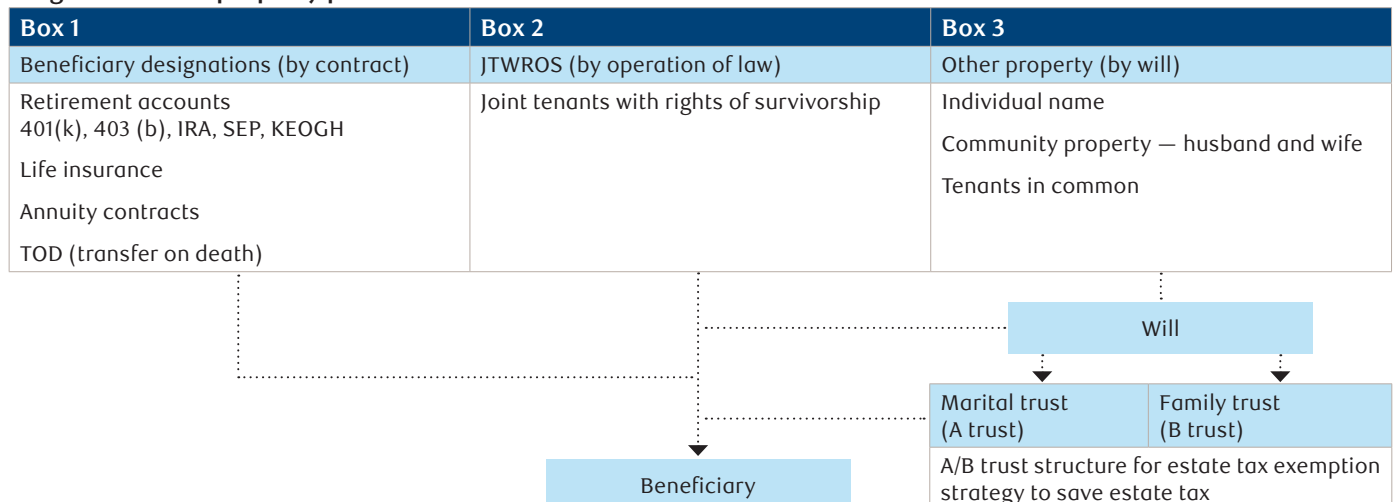 Box 1
Box 2
Box 3
Beneficiary designations (by contract)
JTWROS (by operation of law)
Other property (by will)
Retirement accounts
401(k), 403 (b), IRA, SEP, KEOGH
Life insurance
Annuity contracts
TOD (transfer on death)
Joint tenants with rights of survivorship
Individual name
Community property — husband and wife
Tenants in common
Will
Marital trust
(A trust)
Family trust
(B trust)
A/B trust structure for estate tax exemption
strategy to save estate tax
Beneficiary